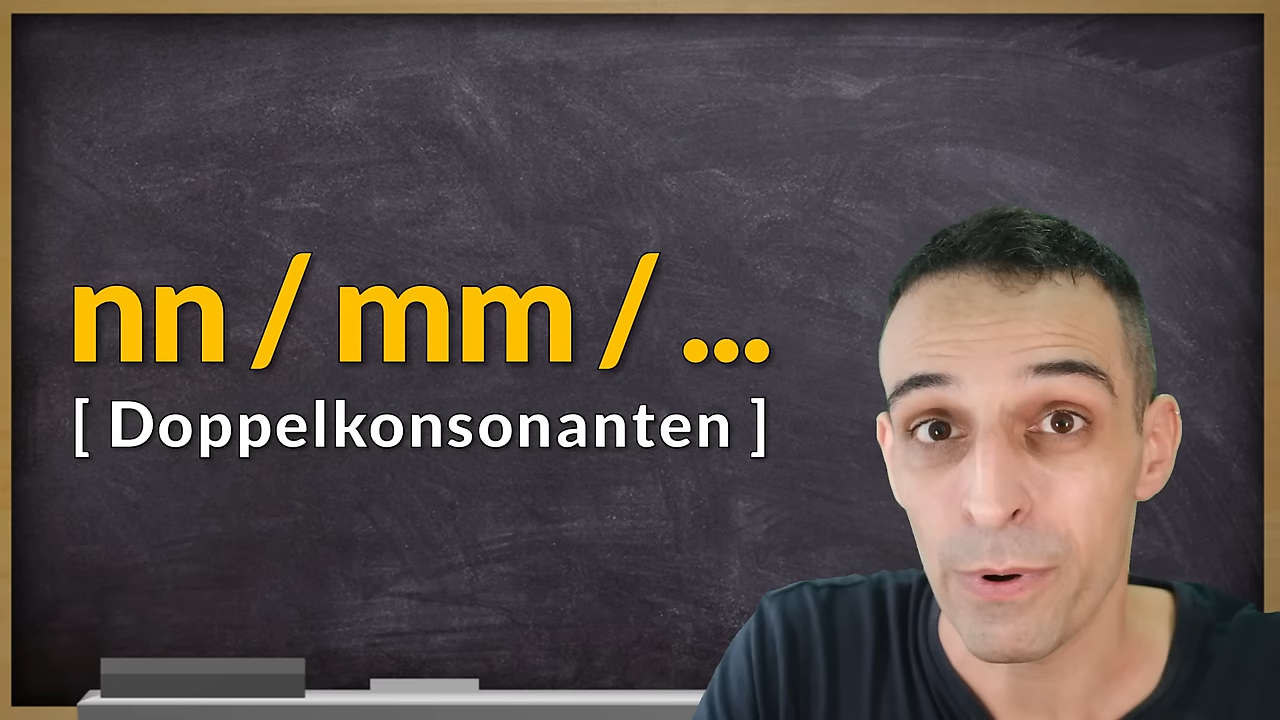 nn / mm / ...
[ Doppelkonsonanten ]